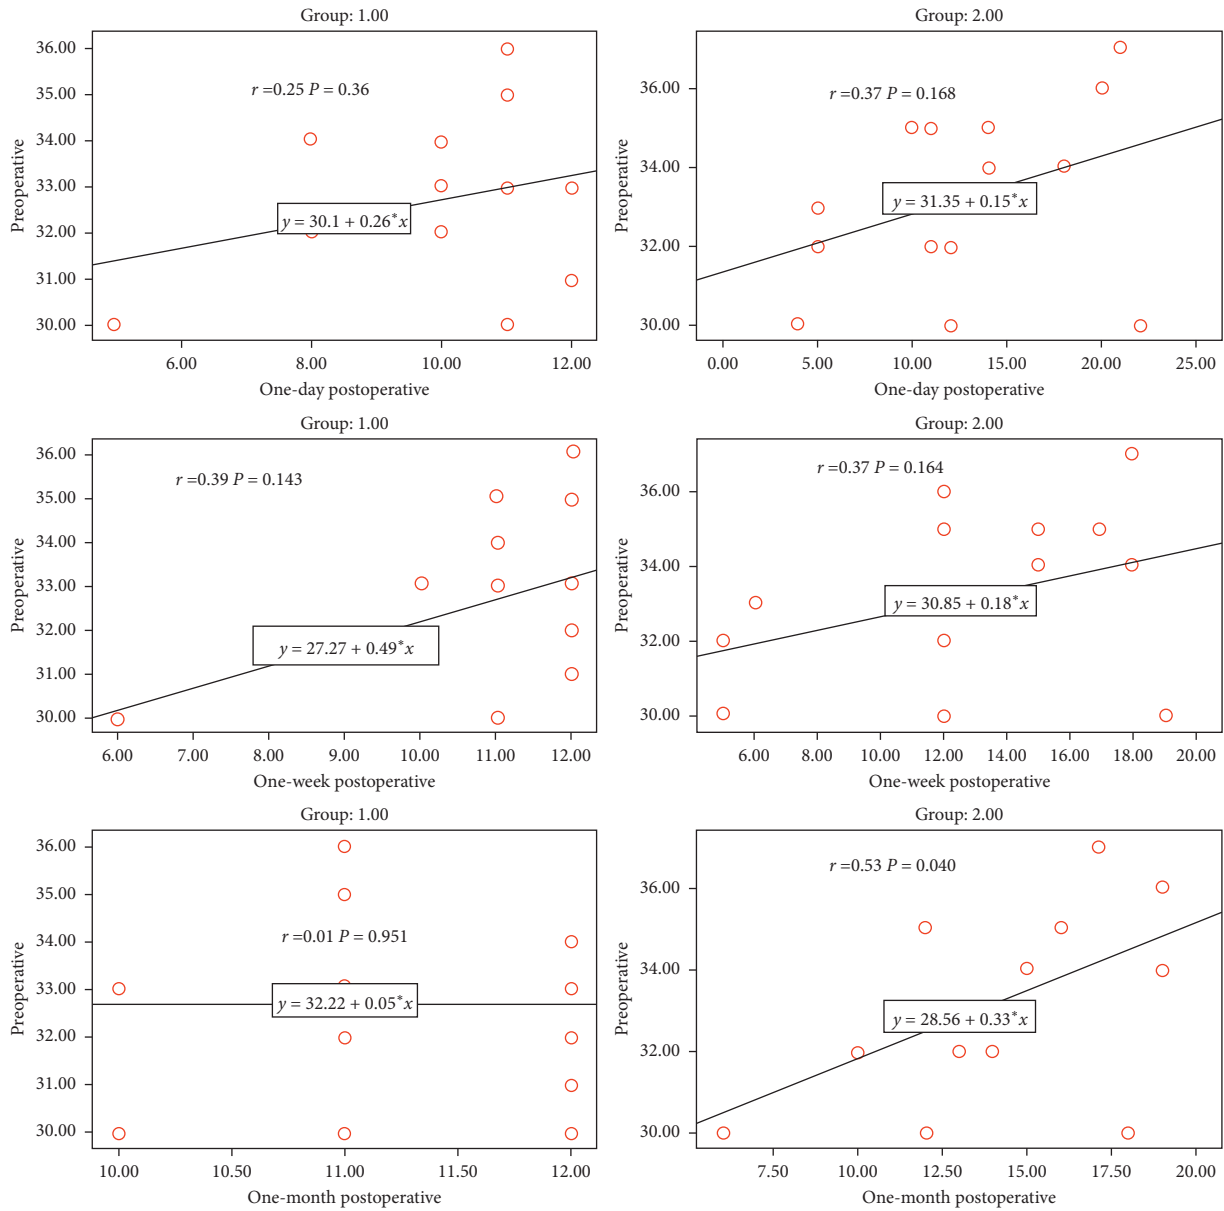 Group: 1.00
36.00
35.00
34.00
33.00
32.00
31.00
30.00
Preoperative
r =0.25 P = 0.36
y = 30.1 + 0.26*x
6.00 8.00 10.00 12.00
One-day postoperative
Group: 2.00
36.00
34.00
32.00
30.00
Preoperative
r =0.37 P = 0.168
y = 31.35 + 0.15*x
0.00 5.00 10.00 15.00 20.00 25.00
One-day postoperative
Group: 1.00
36.00
35.00
34.00
33.00
32.00
31.00
30.00
Preoperative
r =0.39 P = 0.143
y = 27.27 + 0.49*x
6.00 7.00 8.00 9.00 10.00 11.00 12.00
One-week postoperative
Group: 2.00
36.00
34.00
32.00
30.00
Preoperative
r =0.37 P = 0.164
y = 30.85 + 0.18*x
6.00 8.00 10.00 12.00 14.00 16.00 18.00 20.00
One-week postoperative
Group: 1.00
36.00
35.00
34.00
33.00
32.00
31.00
30.00
Preoperative
r =0.01 P = 0.951
y = 32.22 + 0.05*x
10.00 10.50 11.00 11.50 12.00
One-month postoperative
Group: 2.00
36.00
34.00
32.00
30.00
Preoperative
r =0.53 P = 0.040
y = 28.56 + 0.33*x
7.50 10.00 12.50 15.00 17.50 20.00
One-month postoperative